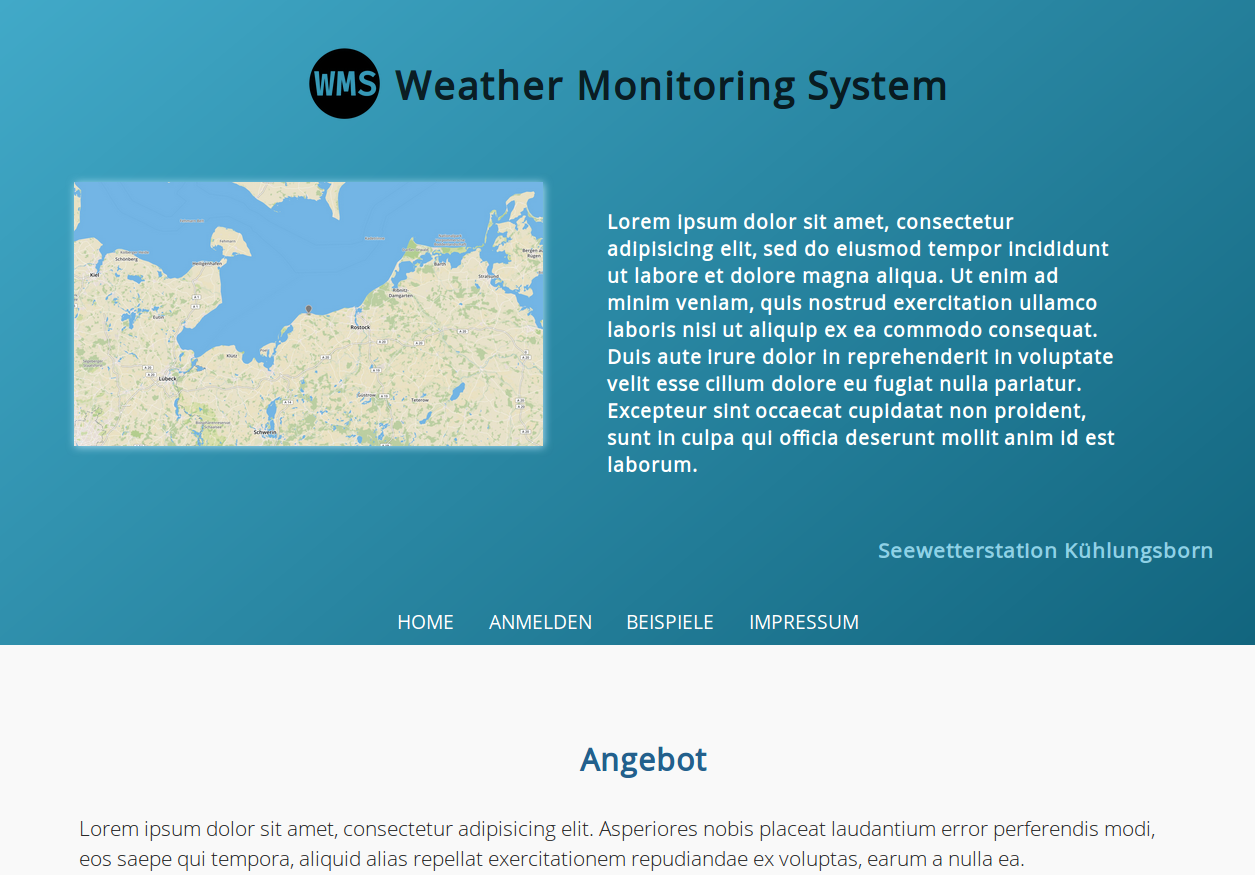 WMS Weather Monitoring System
Fehmarn
Schönberg
Heiligenhafen
Kiel
Barth
Stralsund
Ribnitz-
Damgarten
Eutin
Rostock
Klütz
Lübeck
Güstrow
Teterow
Schwerin
Lorem ipsum dolor sit amet, consectetur
adipisicing elit, sed do eiusmod tempor incididunt
ut labore et dolore magna aliqua. Ut enim ad
minim veniam, quis nostrud exercitation ullamco
laboris nisi ut aliquip ex ea commodo consequat.
Duis aute irure dolor in reprehenderit in voluptate
velit esse cillum dolore eu fugiat nulla pariatur.
Excepteur sint occaecat cupidatat non proident,
sunt in culpa qui officia deserunt mollit anim id est
laborum.
Seewetterstation Kühlungsborn
HOME ANMELDEN BEISPIELE IMPRESSUM
Angebot
Lorem ipsum dolor sit amet, consectetur adipisicing elit. Asperiores nobis placeat laudantium error perferendis modi,
eos saepe qui tempora, aliquid alias repellat exercitationem repudiandae ex voluptas, earum a nulla ea.